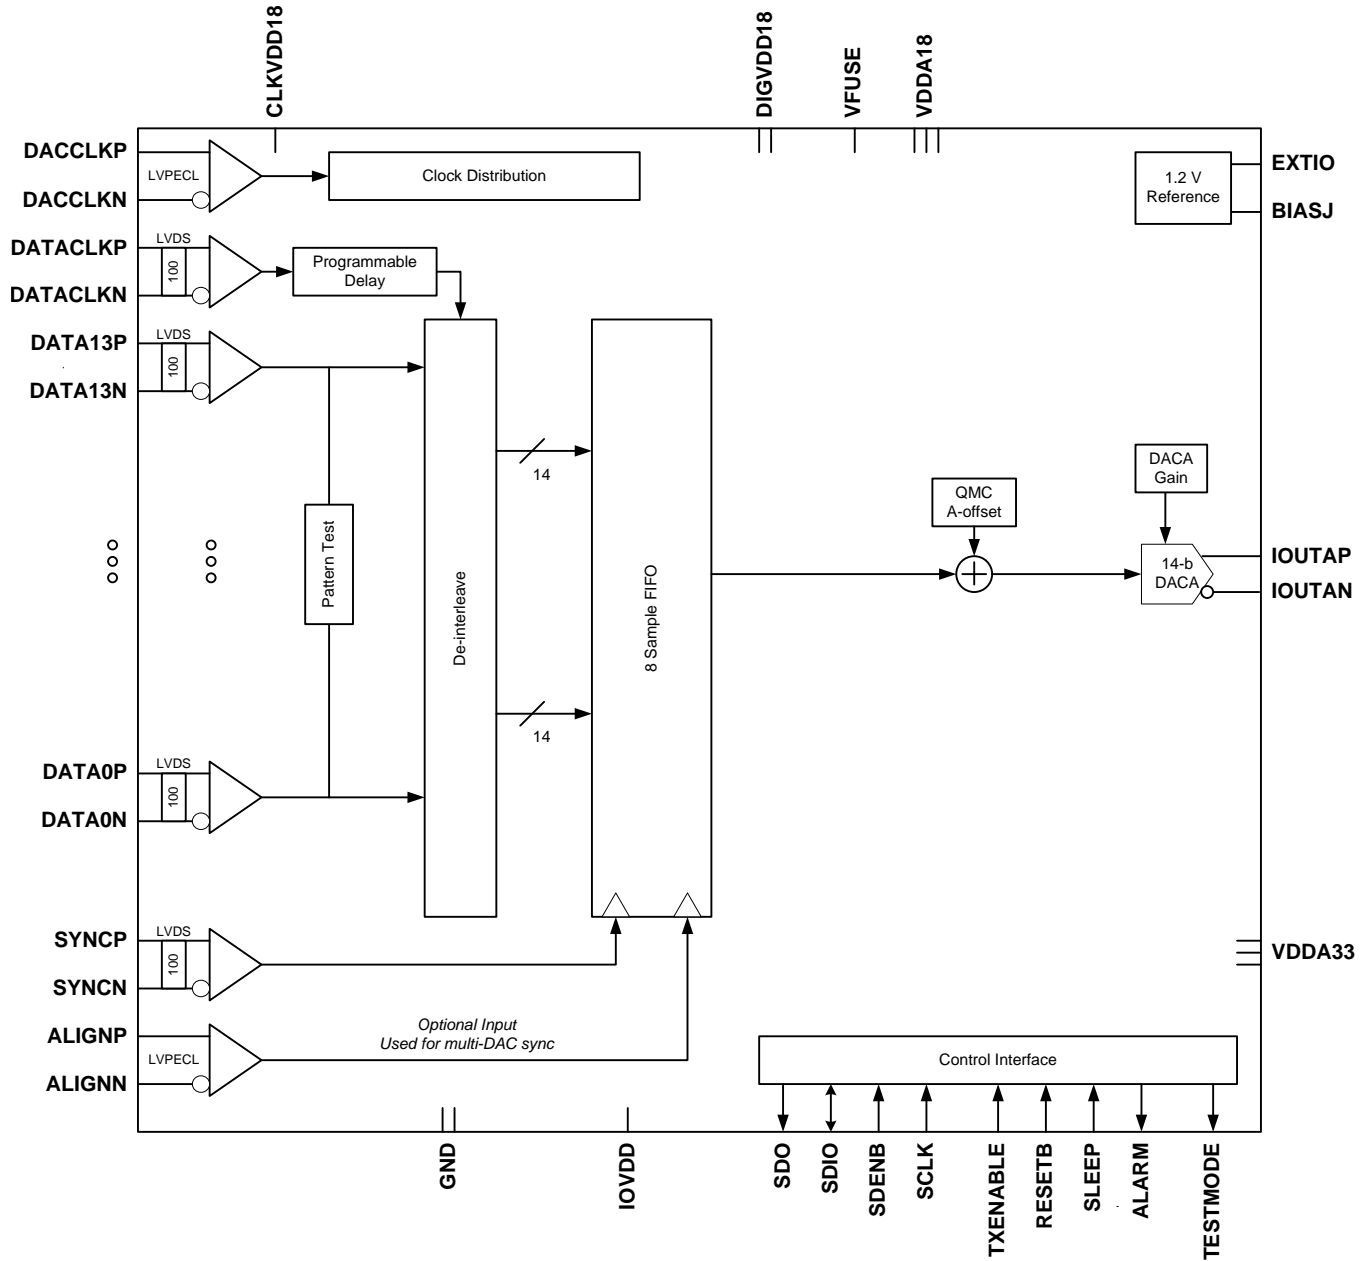 CLKVDD18
DIGVDD18
VFUSE
VDDA18
DACCLKP
LVPECL
DACCLKN
Clock Distribution
1.2 V
Reference
EXTIO
BIASJ
DATACLKP
LVDS
100
DATACLKN
Programmable
Delay
DATA13P
LVDS
100
DATA13N
14
DACA
Gain
QMC
A-offset
Pattern Test
De-interleave
8 Sample FIFO
14-b
DACA
IOUTAP
IOUTAN
14
DATA0P
LVDS
100
DATA0N
SYNCP
LVDS
100
SYNCN
VDDA33
ALIGNP
LVPECL
ALIGNN
Optional Input
Used for multi-DAC sync
Control Interface
GND
IOVDD
SDO
SDIO
SDENB
SCLK
TXENABLE
RESETB
SLEEP
ALARM
TESTMODE